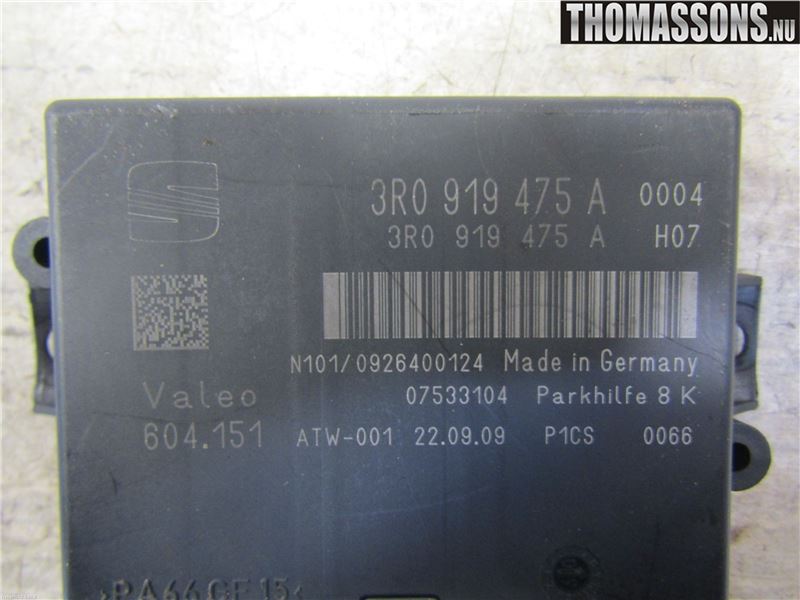 THOMASSONS.NU
3R0 919 475 A 0004
3R0 919 475 A H07
N101/0926400124 Made in Germany
Valeo 07533104 Parkhilfe 8 K
604.151 ATW-001 22.09.09 P1CS 0066